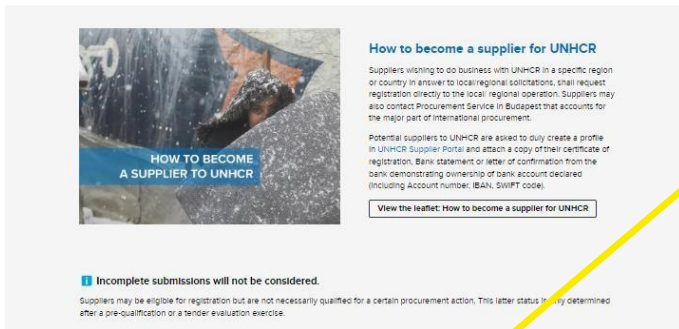 HOW TO BECOME
A SUPPLIER TO UNHCR
How to become a supplier for UNHCR
Suppliers wishing to do business with UNHCR in a specific region
or country in answer to local/regional solicitations, shall request
registration directly to the local/ regional operation. Suppliers may
also contact Procurement Service in Budapest that accounts for
the major part of international procurement.
Potential suppliers to UNHCR are asked to duly create a profile
in UNHCR Supplier Portal and attach a copy of their certificate of
registration, Bank statement or letter of confirmation from the
bank demonstrating ownership of bank account declared
(including Account number, IBAN, SWIFT code).
View the leaflet: How to become a supplier for UNHCR
i Incomplete submissions will not be considered.
Suppliers may be eligible for registration but are not necessarily qualified for a certain procurement action. This latter status is only determined
after a pre-qualification or a tender evaluation exercise.